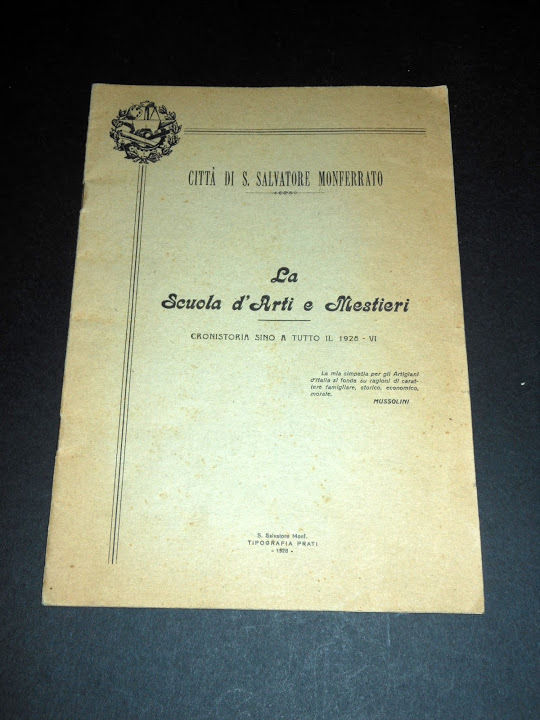 CITTÀ DI S. SALVATORE MONFERRATO
La
Scuola d'Arti e Mestieri
CRONISTORIA SINO A TUTTO IL 1928 - VI
La mia simpatia per gli Artigiani
d'Italia si fonda su ragioni di carat-
tere famigliare, storico, economico,
morale.
MUSSOLINI
S. Salvatore Monf.
TIPOGRAFIA PRATI
- 1928 -